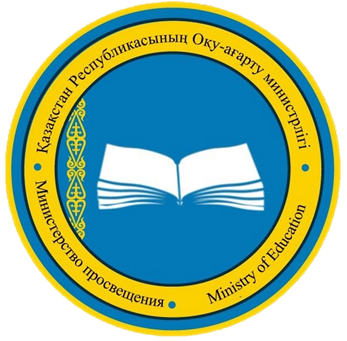 Қазақстан Республикасының Оқу-ағарту министрлігі
Министерство просвещения
Ministry of Education